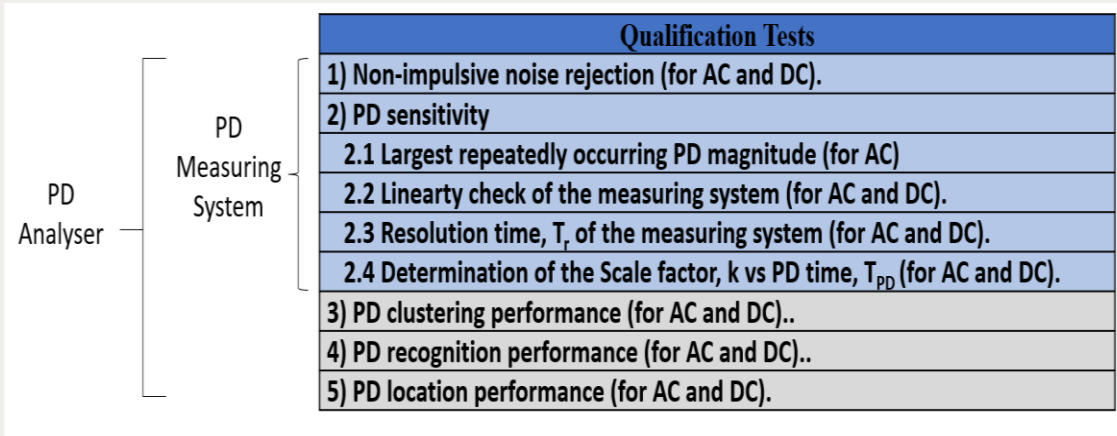 Qualification Tests
1) Non-impulsive noise rejection (for AC and DC).
2) PD sensitivity
2.1 Largest repeatedly occurring PD magnitude (for AC)
2.2 Linearty check of the measuring system (for AC and DC).
2.3 Resolution time, Tr of the measuring system (for AC and DC).
2.4 Determination of the Scale factor, k vs PD time, TPD (for AC and DC).
3) PD clustering performance (for AC and DC)..
4) PD recognition performance (for AC and DC)..
5) PD location performance (for AC and DC).
PD
Measuring
System
PD
Analyser